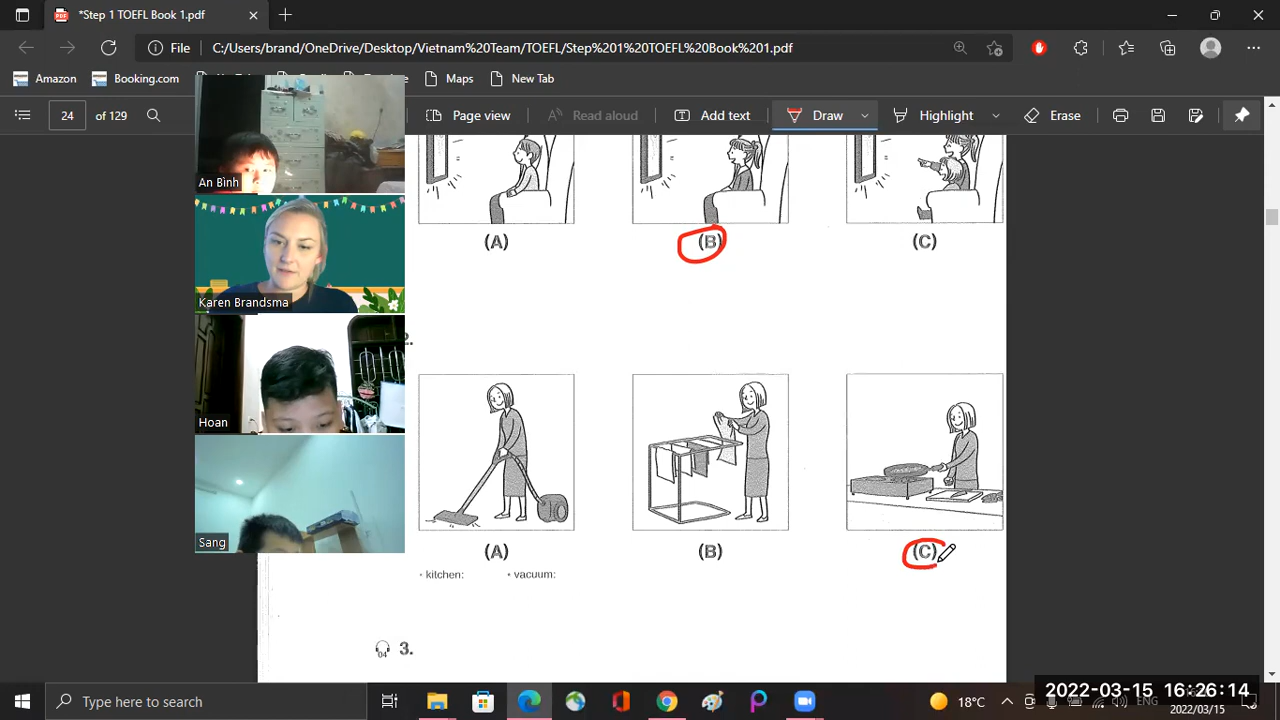 *Step 1 TOEFL Book 1.pdf
File C:/Users/brand/OneDrive/Desktop/Vietnam%20Team/TOEFL/Step%201%20TOEFL%20Book%201.pdf
Amazon Booking.com Maps New Tab
24 of 129 Page view Read aloud Add text Draw Highlight Erase
An Bình
Karen Brandsma
Hoan
Sang
(A) (B) (C)
(A) (B) (C)
• kitchen: • vacuum:
04 3.
Type here to search
18°C
ENG
2022-03-15 16:26:14
2022/03/15